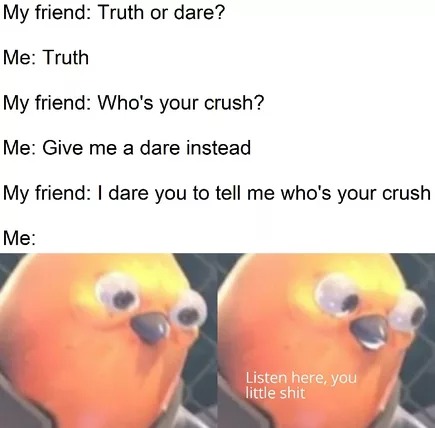 My friend: Truth or dare?
Me: Truth
My friend: Who's your crush?
Me: Give me a dare instead
My friend: I dare you to tell me who's your crush
Me:
Listen here, you
little shit